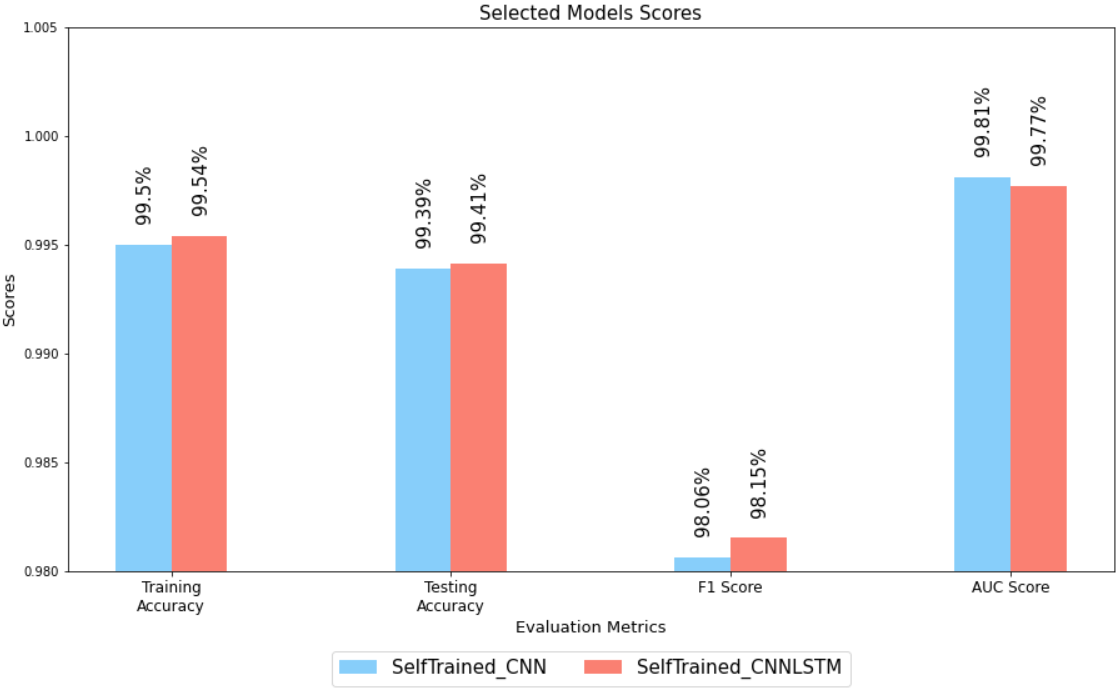 Selected Models Scores
1.005
1.000
0.995
0.990
0.985
0.980
Scores
99.5%
99.54%
99.39%
99.41%
98.06%
98.15%
99.81%
99.77%
Training
Accuracy
Testing
Accuracy
F1 Score
AUC Score
Evaluation Metrics
SelfTrained_CNN
SelfTrained_CNNLSTM